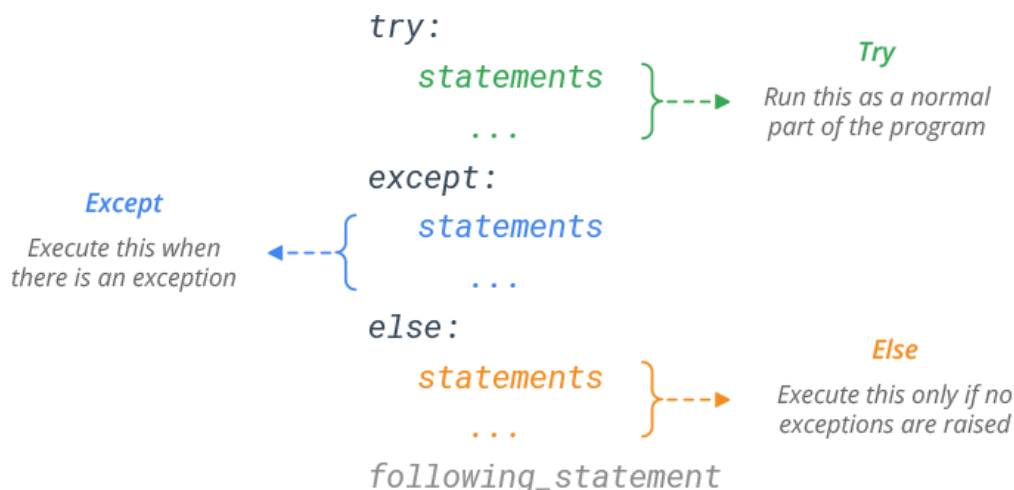 try:
statements
...
Try
Run this as a normal
part of the program
except:
statements
...
Except
Execute this when
there is an exception
else:
statements
...
Else
Execute this only if no
exceptions are raised
following_statement